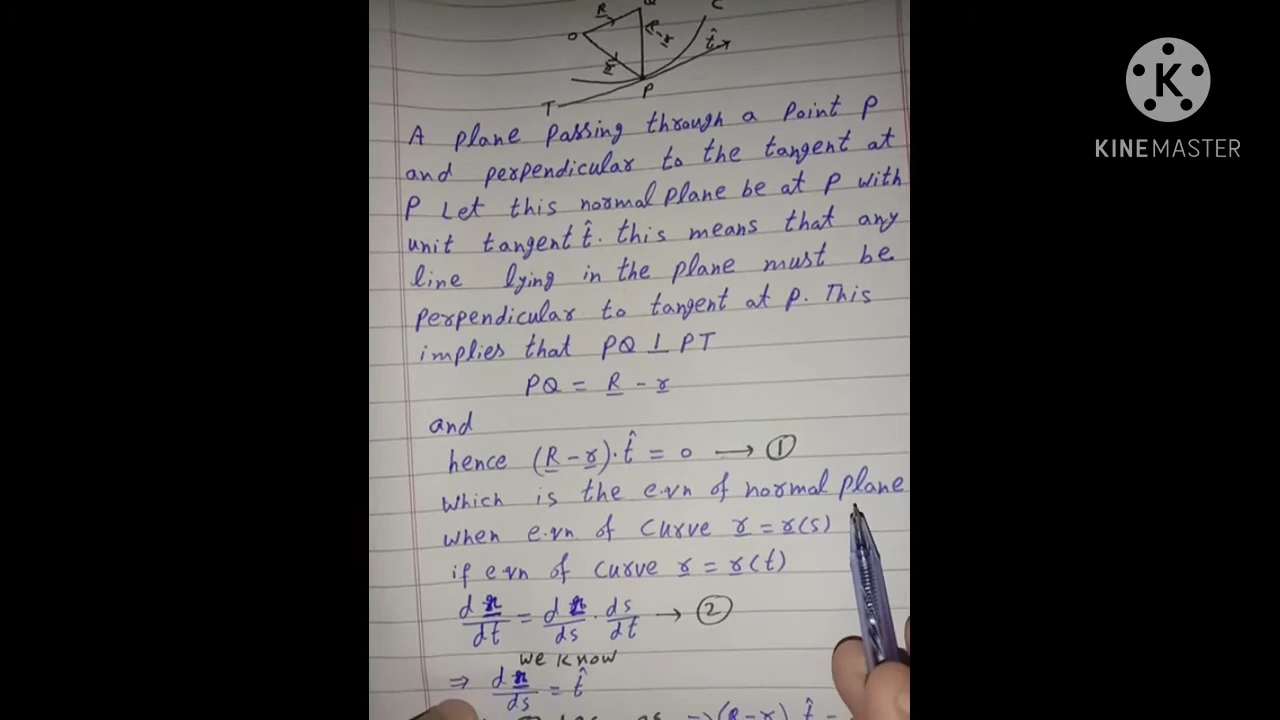 R
Q
C
O
R-r
t̂
r
P
T
K
KINEMASTER
A plane passing through a point P
and perpendicular to the tangent at
P Let this normal plane be at P with
unit tangent t̂. this means that any
line lying in the plane must be
perpendicular to tangent at P. This
implies that PQ ⊥ PT
PQ = R - r
and
hence (R - r). t̂ = 0 → ①
which is the eqn of normal plane
when eqn of curve r = r(s)
if eqn of curve r = r(t)
dr/dt = dr/ds . ds/dt → ②
we know
⇒ dr/ds = t̂
⇒ (R-r) t̂ =